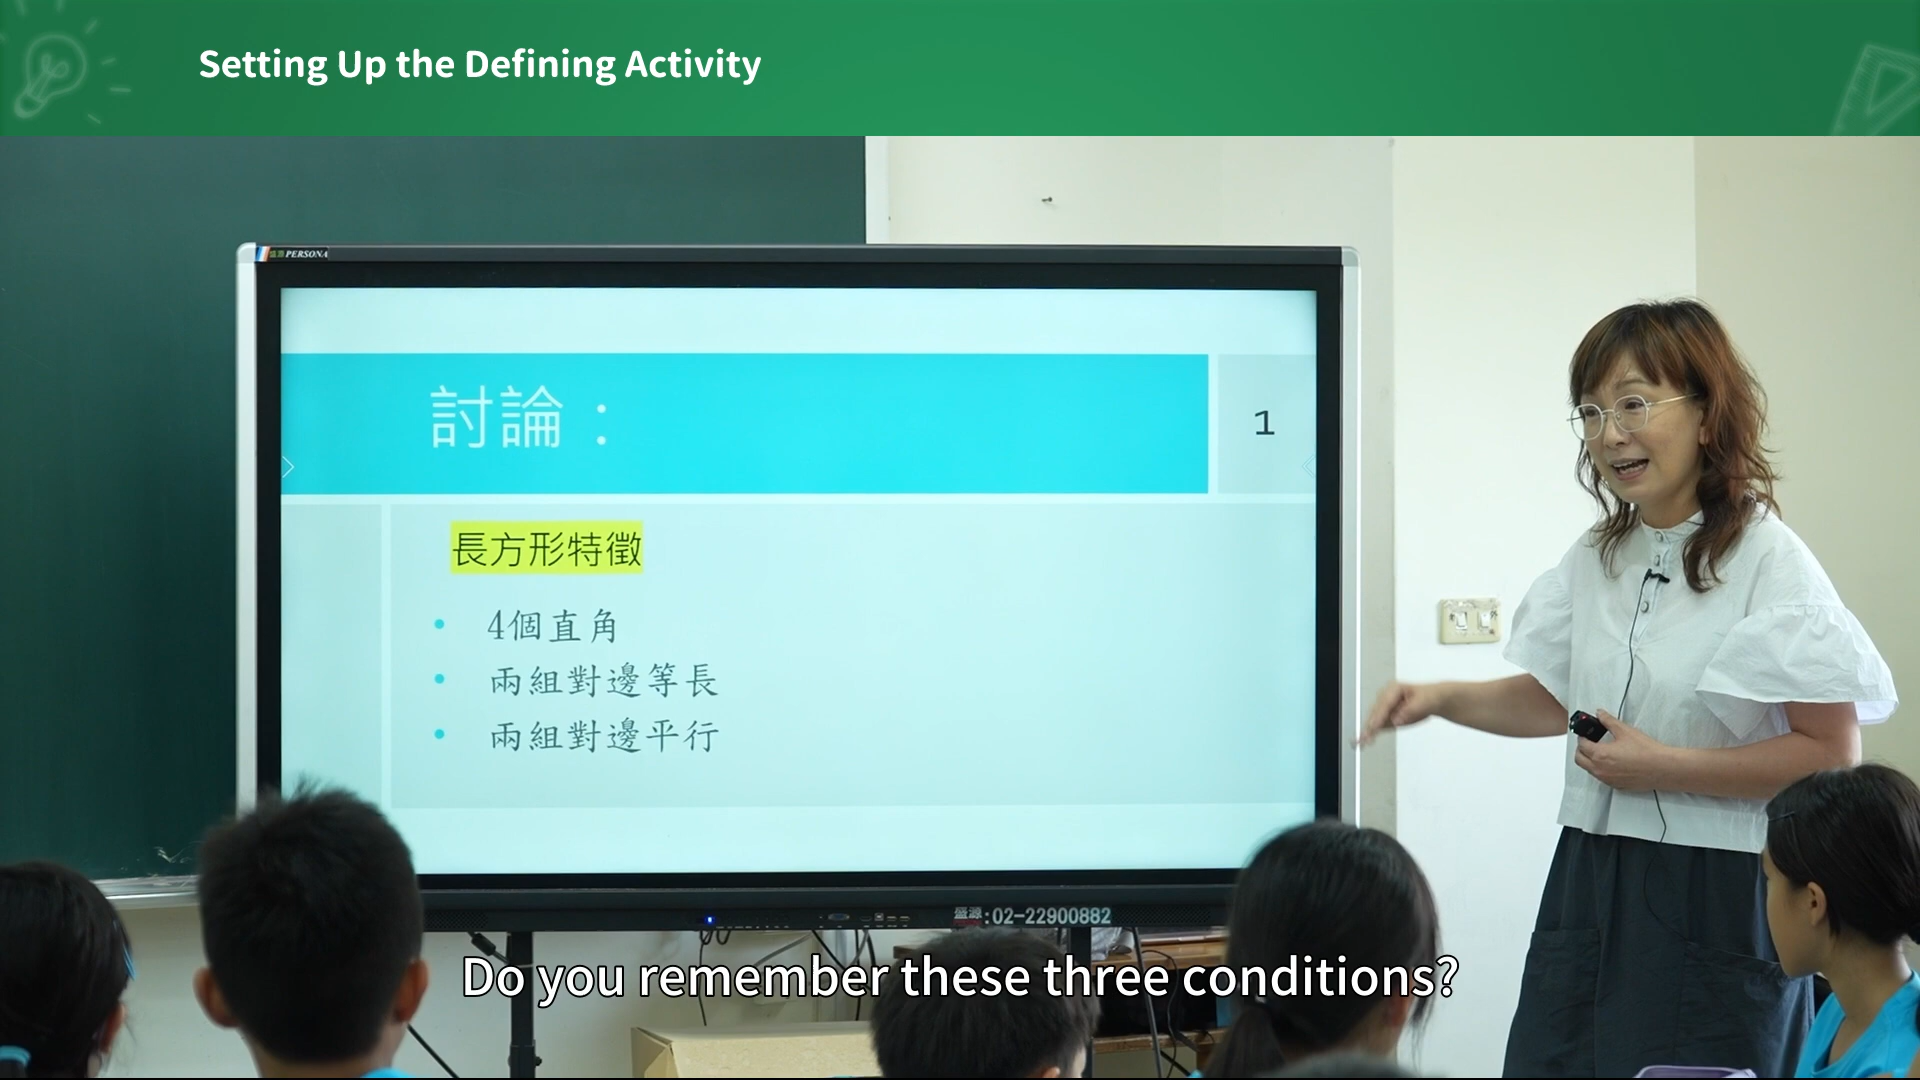 Setting Up the Defining Activity
PERSONA
討論：
1
長方形特徵
• 4個直角
• 兩組對邊等長
• 兩組對邊平行
盛源:02-22900882
Do you remember these three conditions?